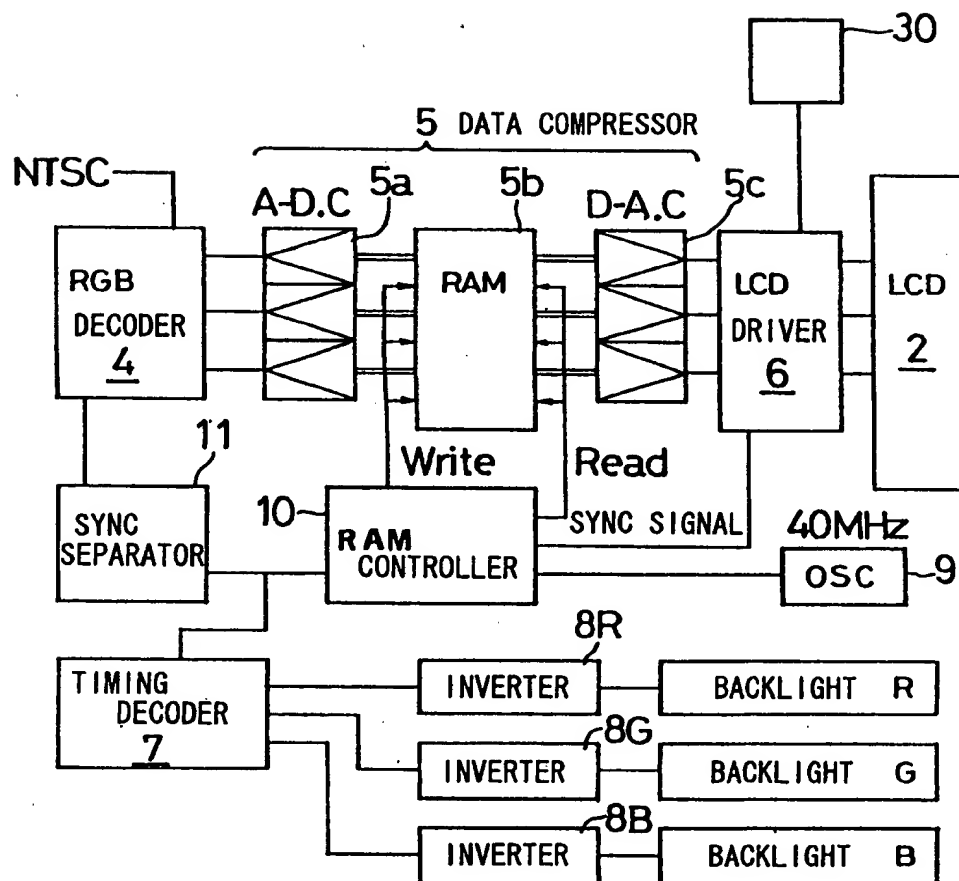 30
5 DATA COMPRESSOR
NTSC
A-D.C
5a
5b
D-A.C
5c
RGB
DECODER
4
RAM
LCD
DRIVER
6
LCD
2
11
Write
Read
SYNC
SEPARATOR
10
RAM
CONTROLLER
SYNC SIGNAL
40MHz
OSC
9
TIMING
DECODER
7
8R
INVERTER
BACKLIGHT R
8G
INVERTER
BACKLIGHT G
8B
INVERTER
BACKLIGHT B